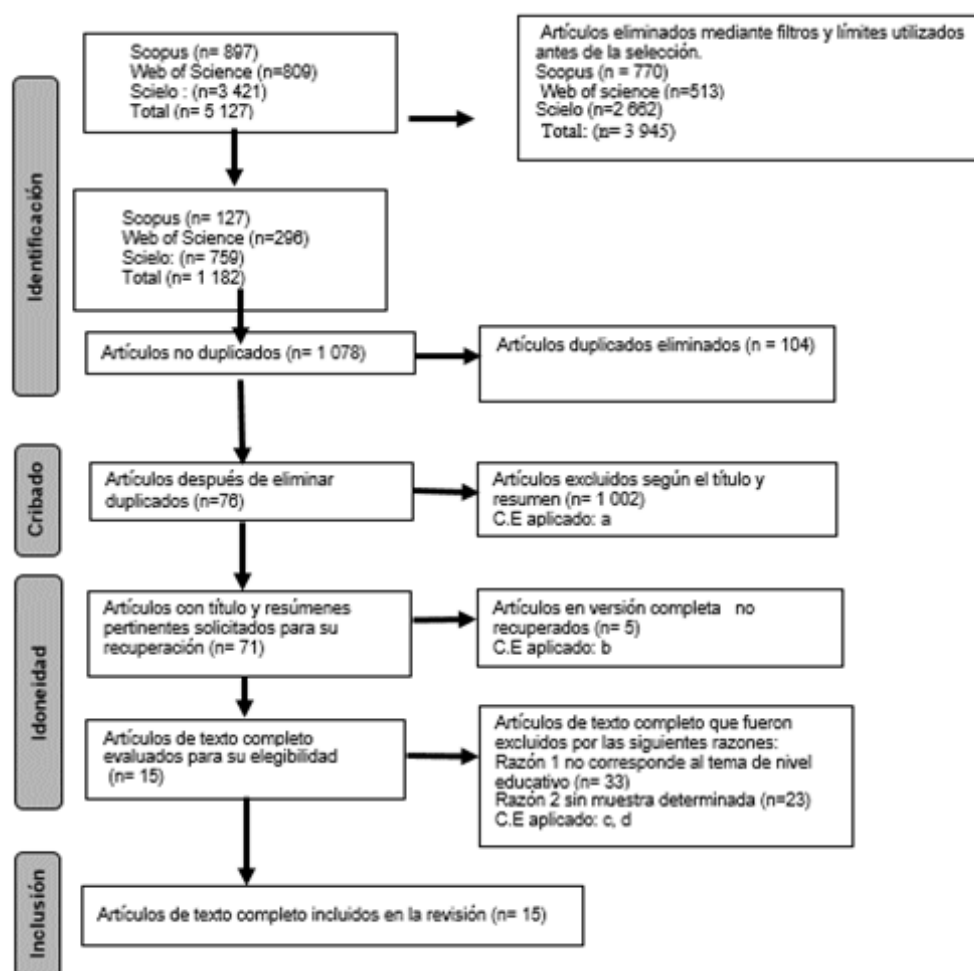 Identificación
Scopus (n= 897)
Web of Science (n=809)
Scielo : (n=3 421)
Total (n= 5 127)
Artículos eliminados mediante filtros y límites utilizados
antes de la selección.
Scopus (n = 770)
Web of science (n=513)
Scielo (n=2 662)
Total: (n= 3 945)
Scopus (n= 127)
Web of Science (n=296)
Scielo: (n= 759)
Total (n= 1 182)
Artículos no duplicados (n= 1 078)
Artículos duplicados eliminados (n = 104)
Cribado
Artículos después de eliminar
duplicados (n=76)
Artículos excluidos según el título y
resumen (n= 1 002)
C.E aplicado: a
Idoneidad
Artículos con título y resúmenes
pertinentes solicitados para su
recuperación (n= 71)
Artículos en versión completa no
recuperados (n= 5)
C.E aplicado: b
Artículos de texto completo
evaluados para su elegibilidad
(n= 15)
Artículos de texto completo que fueron
excluidos por las siguientes razones:
Razón 1 no corresponde al tema de nivel
educativo (n= 33)
Razón 2 sin muestra determinada (n=23)
C.E aplicado: c, d
Inclusión
Artículos de texto completo incluidos en la revisión (n= 15)